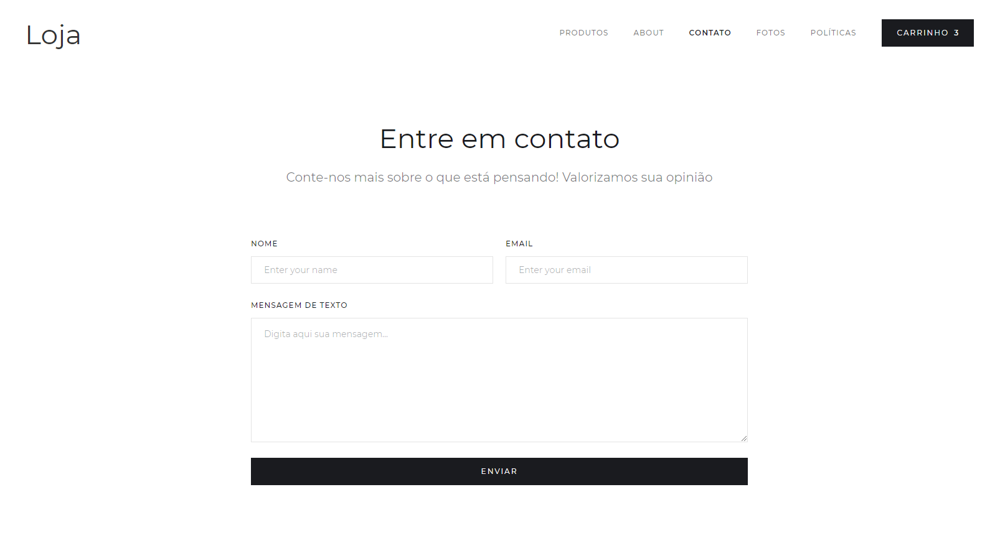 Loja
PRODUTOS ABOUT CONTATO FOTOS POLÍTICAS CARRINHO 3
Entre em contato
Conte-nos mais sobre o que está pensando! Valorizamos sua opinião
NOME EMAIL
Enter your name Enter your email
MENSAGEM DE TEXTO
Digita aqui sua mensagem...
ENVIAR